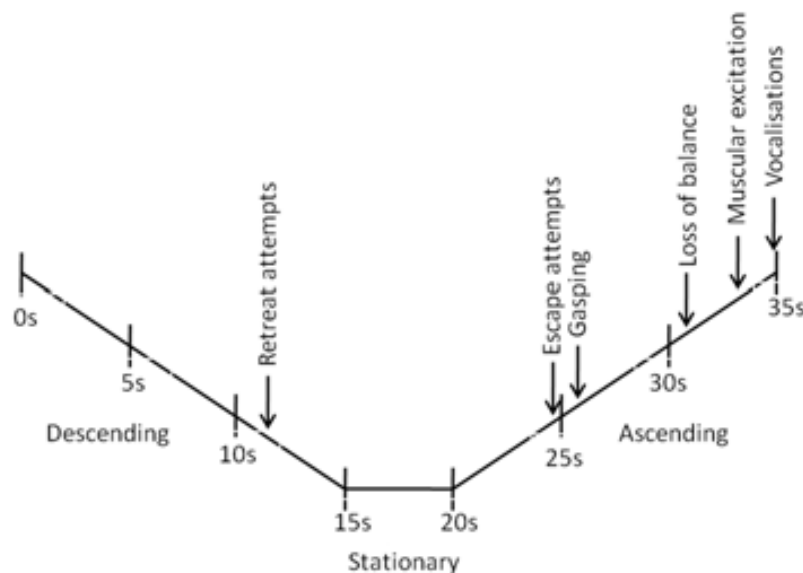 Retreat attempts
Escape attempts
Gasping
Loss of balance
Muscular excitation
Vocalisations
0s
5s
10s
15s
20s
25s
30s
35s
Descending
Ascending
Stationary